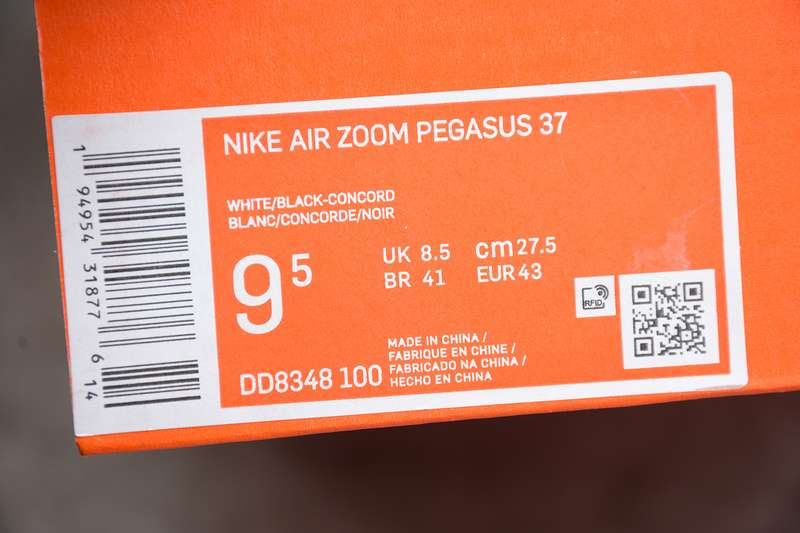 NIKE AIR ZOOM PEGASUS 37
WHITE/BLACK-CONCORD
BLANC/CONCORDE/NOIR
9 5
UK 8.5 cm 27.5
BR 41 EUR 43
RFID
DD8348 100
MADE IN CHINA /
FABRIQUE EN CHINE /
FABRICADO NA CHINA /
HECHO EN CHINA
1 94954 31877 6 14